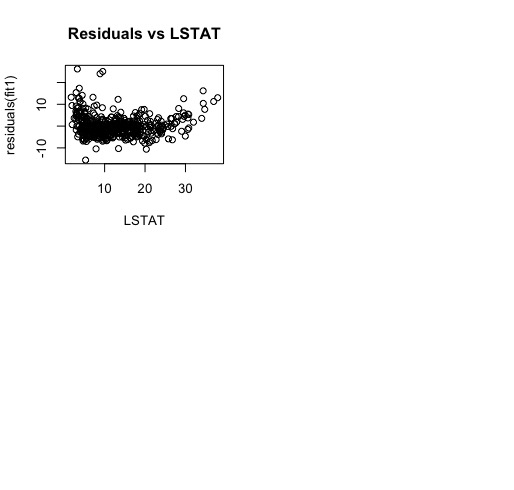 Residuals vs LSTAT
residuals(fit1)
10
-10
10 20 30
LSTAT